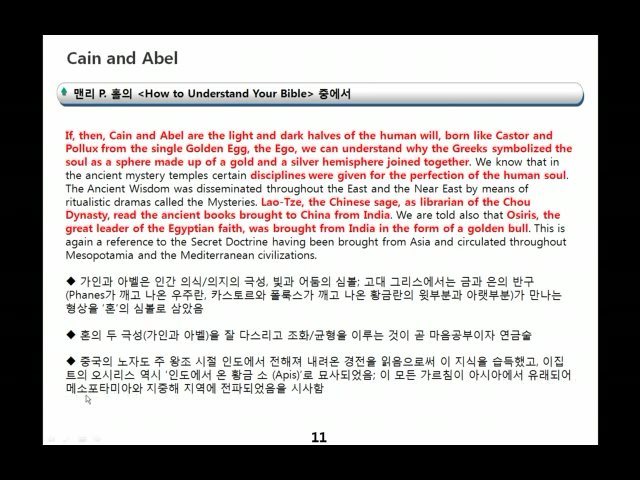 Cain and Abel
맨리 P. 홀의 <How to Understand Your Bible> 중에서
If, then, Cain and Abel are the light and dark halves of the human will, born like Castor and
Pollux from the single Golden Egg, the Ego, we can understand why the Greeks symbolized the
soul as a sphere made up of a gold and a silver hemisphere joined together. We know that in
the ancient mystery temples certain disciplines were given for the perfection of the human soul.
The Ancient Wisdom was disseminated throughout the East and the Near East by means of
ritualistic dramas called the Mysteries. Lao-Tze, the Chinese sage, as librarian of the Chou
Dynasty, read the ancient books brought to China from India. We are told also that Osiris, the
great leader of the Egyptian faith, was brought from India in the form of a golden bull. This is
again a reference to the Secret Doctrine having been brought from Asia and circulated throughout
Mesopotamia and the Mediterranean civilizations.
◆ 가인과 아벨은 인간 의식/의지의 극성, 빛과 어둠의 심볼; 고대 그리스에서는 금과 은의 반구
(Phanes가 깨고 나온 우주란, 카스토르와 폴룩스가 깨고 나온 황금란의 윗부분과 아랫부분)가 만나는
형상을 '혼'의 심볼로 삼았음
◆ 혼의 두 극성(가인과 아벨)을 잘 다스리고 조화/균형을 이루는 것이 곧 마음공부이자 연금술
◆ 중국의 노자도 주 왕조 시절 인도에서 전해져 내려온 경전을 읽음으로써 이 지식을 습득했고, 이집
트의 오시리스 역시 '인도에서 온 황금 소 (Apis)'로 묘사되었음; 이 모든 가르침이 아시아에서 유래되어
메소포타미아와 지중해 지역에 전파되었음을 시사함
11